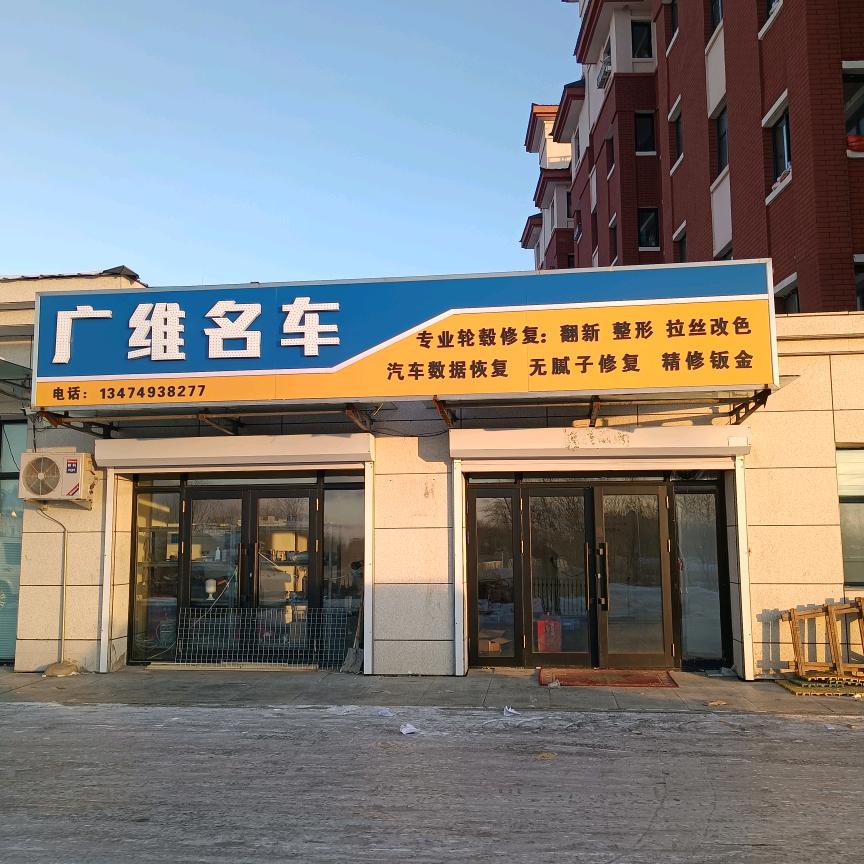 广维名车
电话：13474938277
专业轮毂修复：翻新 整形 拉丝改色
汽车数据恢复 无腻子修复 精修钣金